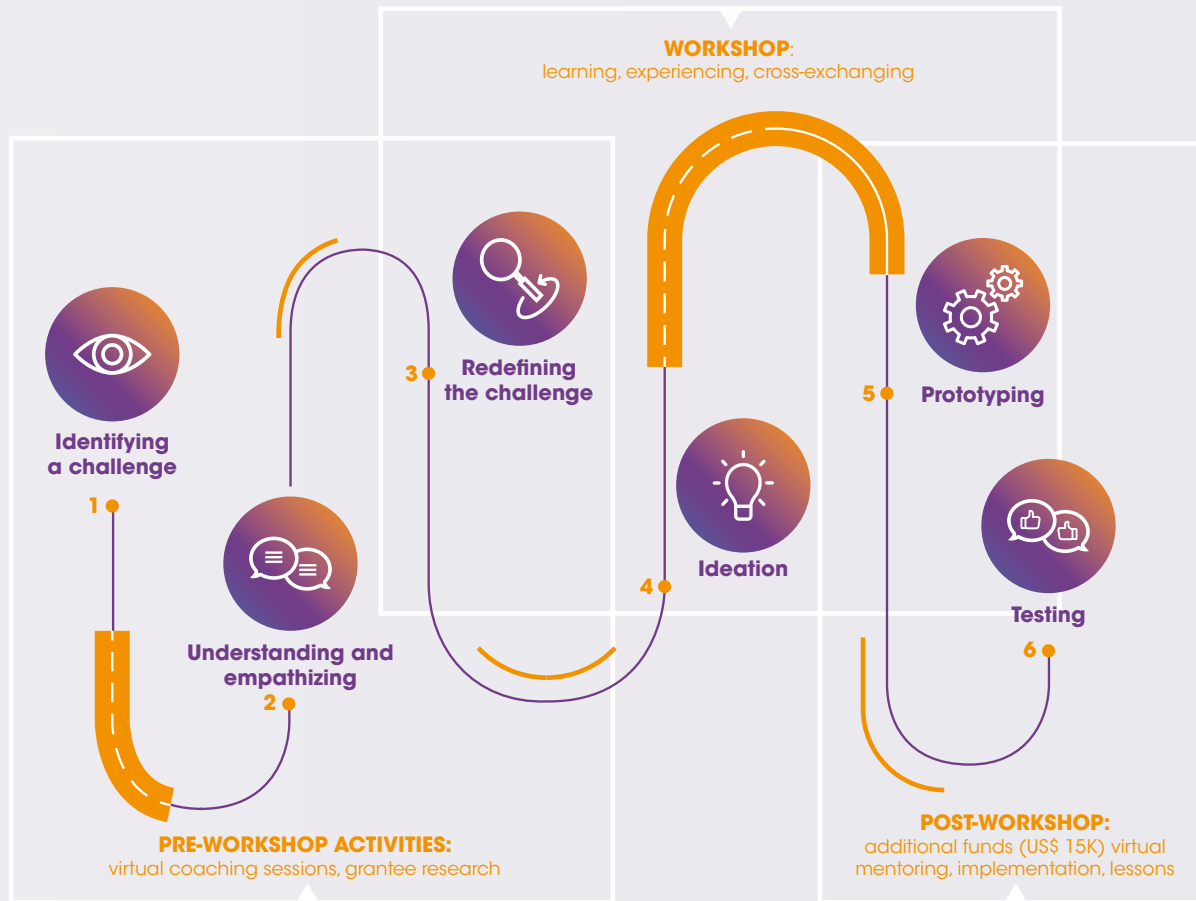 WORKSHOP:
learning, experiencing, cross-exchanging
Identifying
a challenge
1
Understanding and
empathizing
2
3
Redefining
the challenge
4
Ideation
5
Prototyping
Testing
6
PRE-WORKSHOP ACTIVITIES:
virtual coaching sessions, grantee research
POST-WORKSHOP:
additional funds (US$ 15K) virtual
mentoring, implementation, lessons